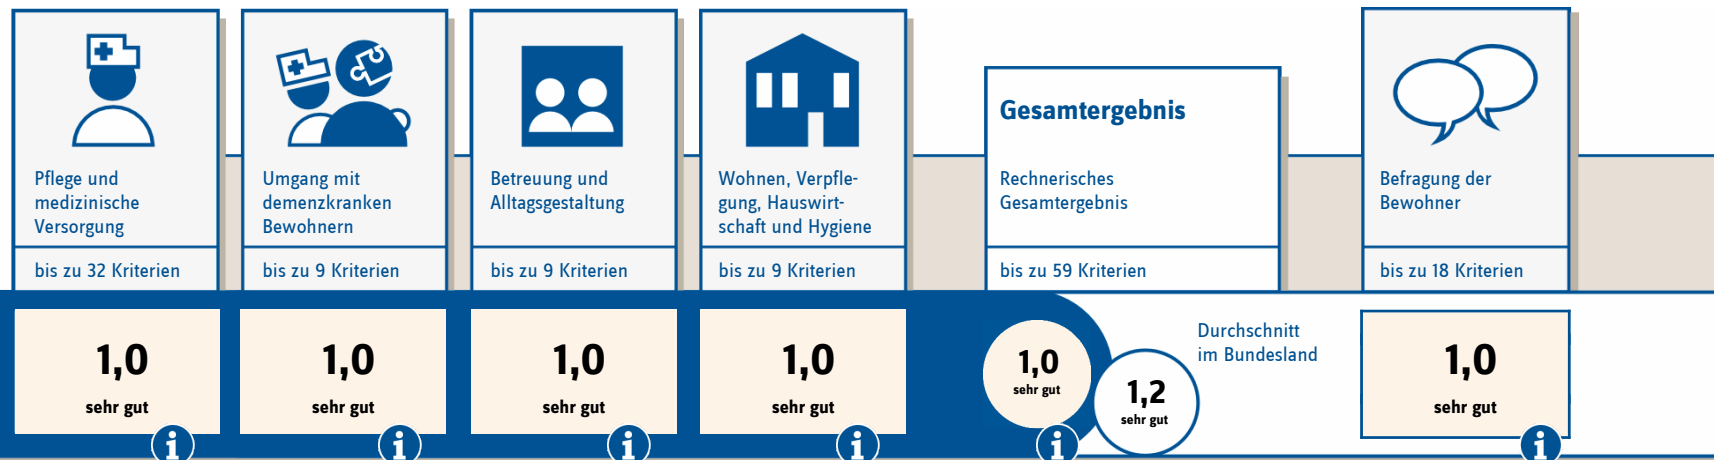 Pflege und
medizinische
Versorgung
bis zu 32 Kriterien
1,0
sehr gut
Umgang mit
demenzkranken
Bewohnern
bis zu 9 Kriterien
1,0
sehr gut
Betreuung und
Alltagsgestaltung
bis zu 9 Kriterien
1,0
sehr gut
Wohnen, Verpfle-
gung, Hauswirt-
schaft und Hygiene
bis zu 9 Kriterien
1,0
sehr gut
Gesamtergebnis
Rechnerisches
Gesamtergebnis
bis zu 59 Kriterien
1,0
sehr gut
1,2
sehr gut
Durchschnitt
im Bundesland
Befragung der
Bewohner
bis zu 18 Kriterien
1,0
sehr gut